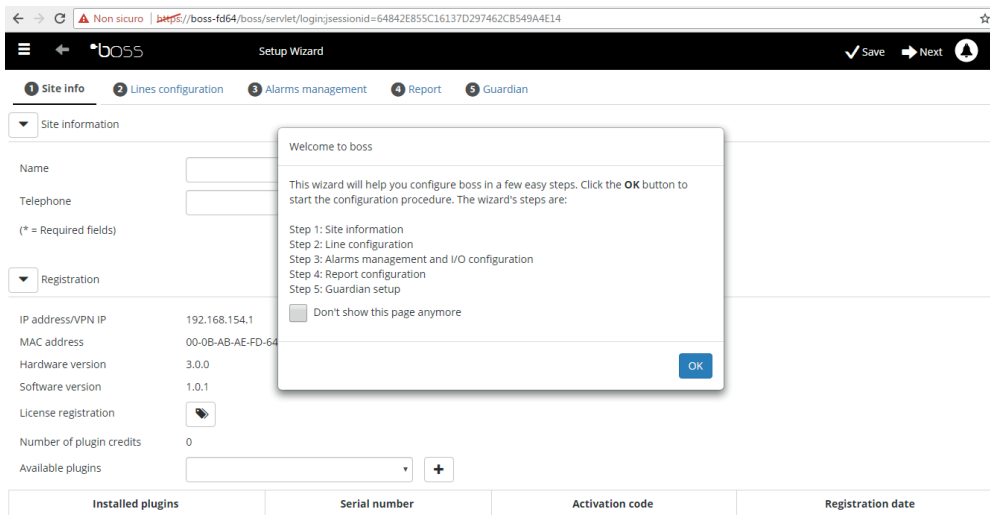 Non sicuro | https://boss-fd64/boss/servlet/login;jsessionid=64842E855C16137D297462CB549A4E14
boss Setup Wizard Save Next
1 Site info 2 Lines configuration 3 Alarms management 4 Report 5 Guardian
Site information
Name
Telephone
(* = Required fields)
Welcome to boss
This wizard will help you configure boss in a few easy steps. Click the OK button to
start the configuration procedure. The wizard's steps are:
Step 1: Site information
Step 2: Line configuration
Step 3: Alarms management and I/O configuration
Step 4: Report configuration
Step 5: Guardian setup
Don't show this page anymore
OK
Registration
IP address/VPN IP 192.168.154.1
MAC address 00-0B-AB-AE-FD-64
Hardware version 3.0.0
Software version 1.0.1
License registration
Number of plugin credits 0
Available plugins
Installed plugins Serial number Activation code Registration date